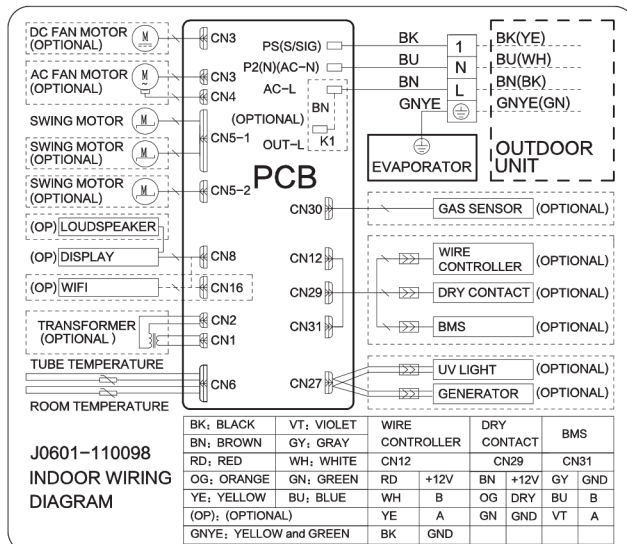 DC FAN MOTOR
(OPTIONAL)
M
CN3
AC FAN MOTOR
(OPTIONAL)
M
~
CN3
CN4
SWING MOTOR
M
SWING MOTOR
(OPTIONAL)
M
CN5-1
SWING MOTOR
(OPTIONAL)
M
CN5-2
(OP) LOUDSPEAKER
(OP) DISPLAY
CN8
(OP) WIFI
CN16
TRANSFORMER
(OPTIONAL )
CN2
CN1
TUBE TEMPERATURE
CN6
ROOM TEMPERATURE
PCB
PS(S/SIG)
P2(N)(AC-N)
AC-L
BN
(OPTIONAL)
OUT-L K1
BK 1 BK(YE)
BU N BU(WH)
BN L BN(BK)
GNYE GNYE(GN)
EVAPORATOR
OUTDOOR
UNIT
CN30 GAS SENSOR (OPTIONAL)
CN12 WIRE
CONTROLLER (OPTIONAL)
CN29 DRY CONTACT (OPTIONAL)
CN31 BMS (OPTIONAL)
CN27 UV LIGHT (OPTIONAL)
GENERATOR (OPTIONAL)
J0601-110098
INDOOR WIRING
DIAGRAM
BK: BLACK VT: VIOLET WIRE CONTROLLER DRY CONTACT BMS
BN: BROWN GY: GRAY
RD: RED WH: WHITE CN12 CN29 CN31
OG: ORANGE GN: GREEN RD +12V BN +12V GY GND
YE: YELLOW BU: BLUE WH B OG DRY BU B
(OP): (OPTIONAL) YE A GN GND VT A
GNYE: YELLOW and GREEN BK GND